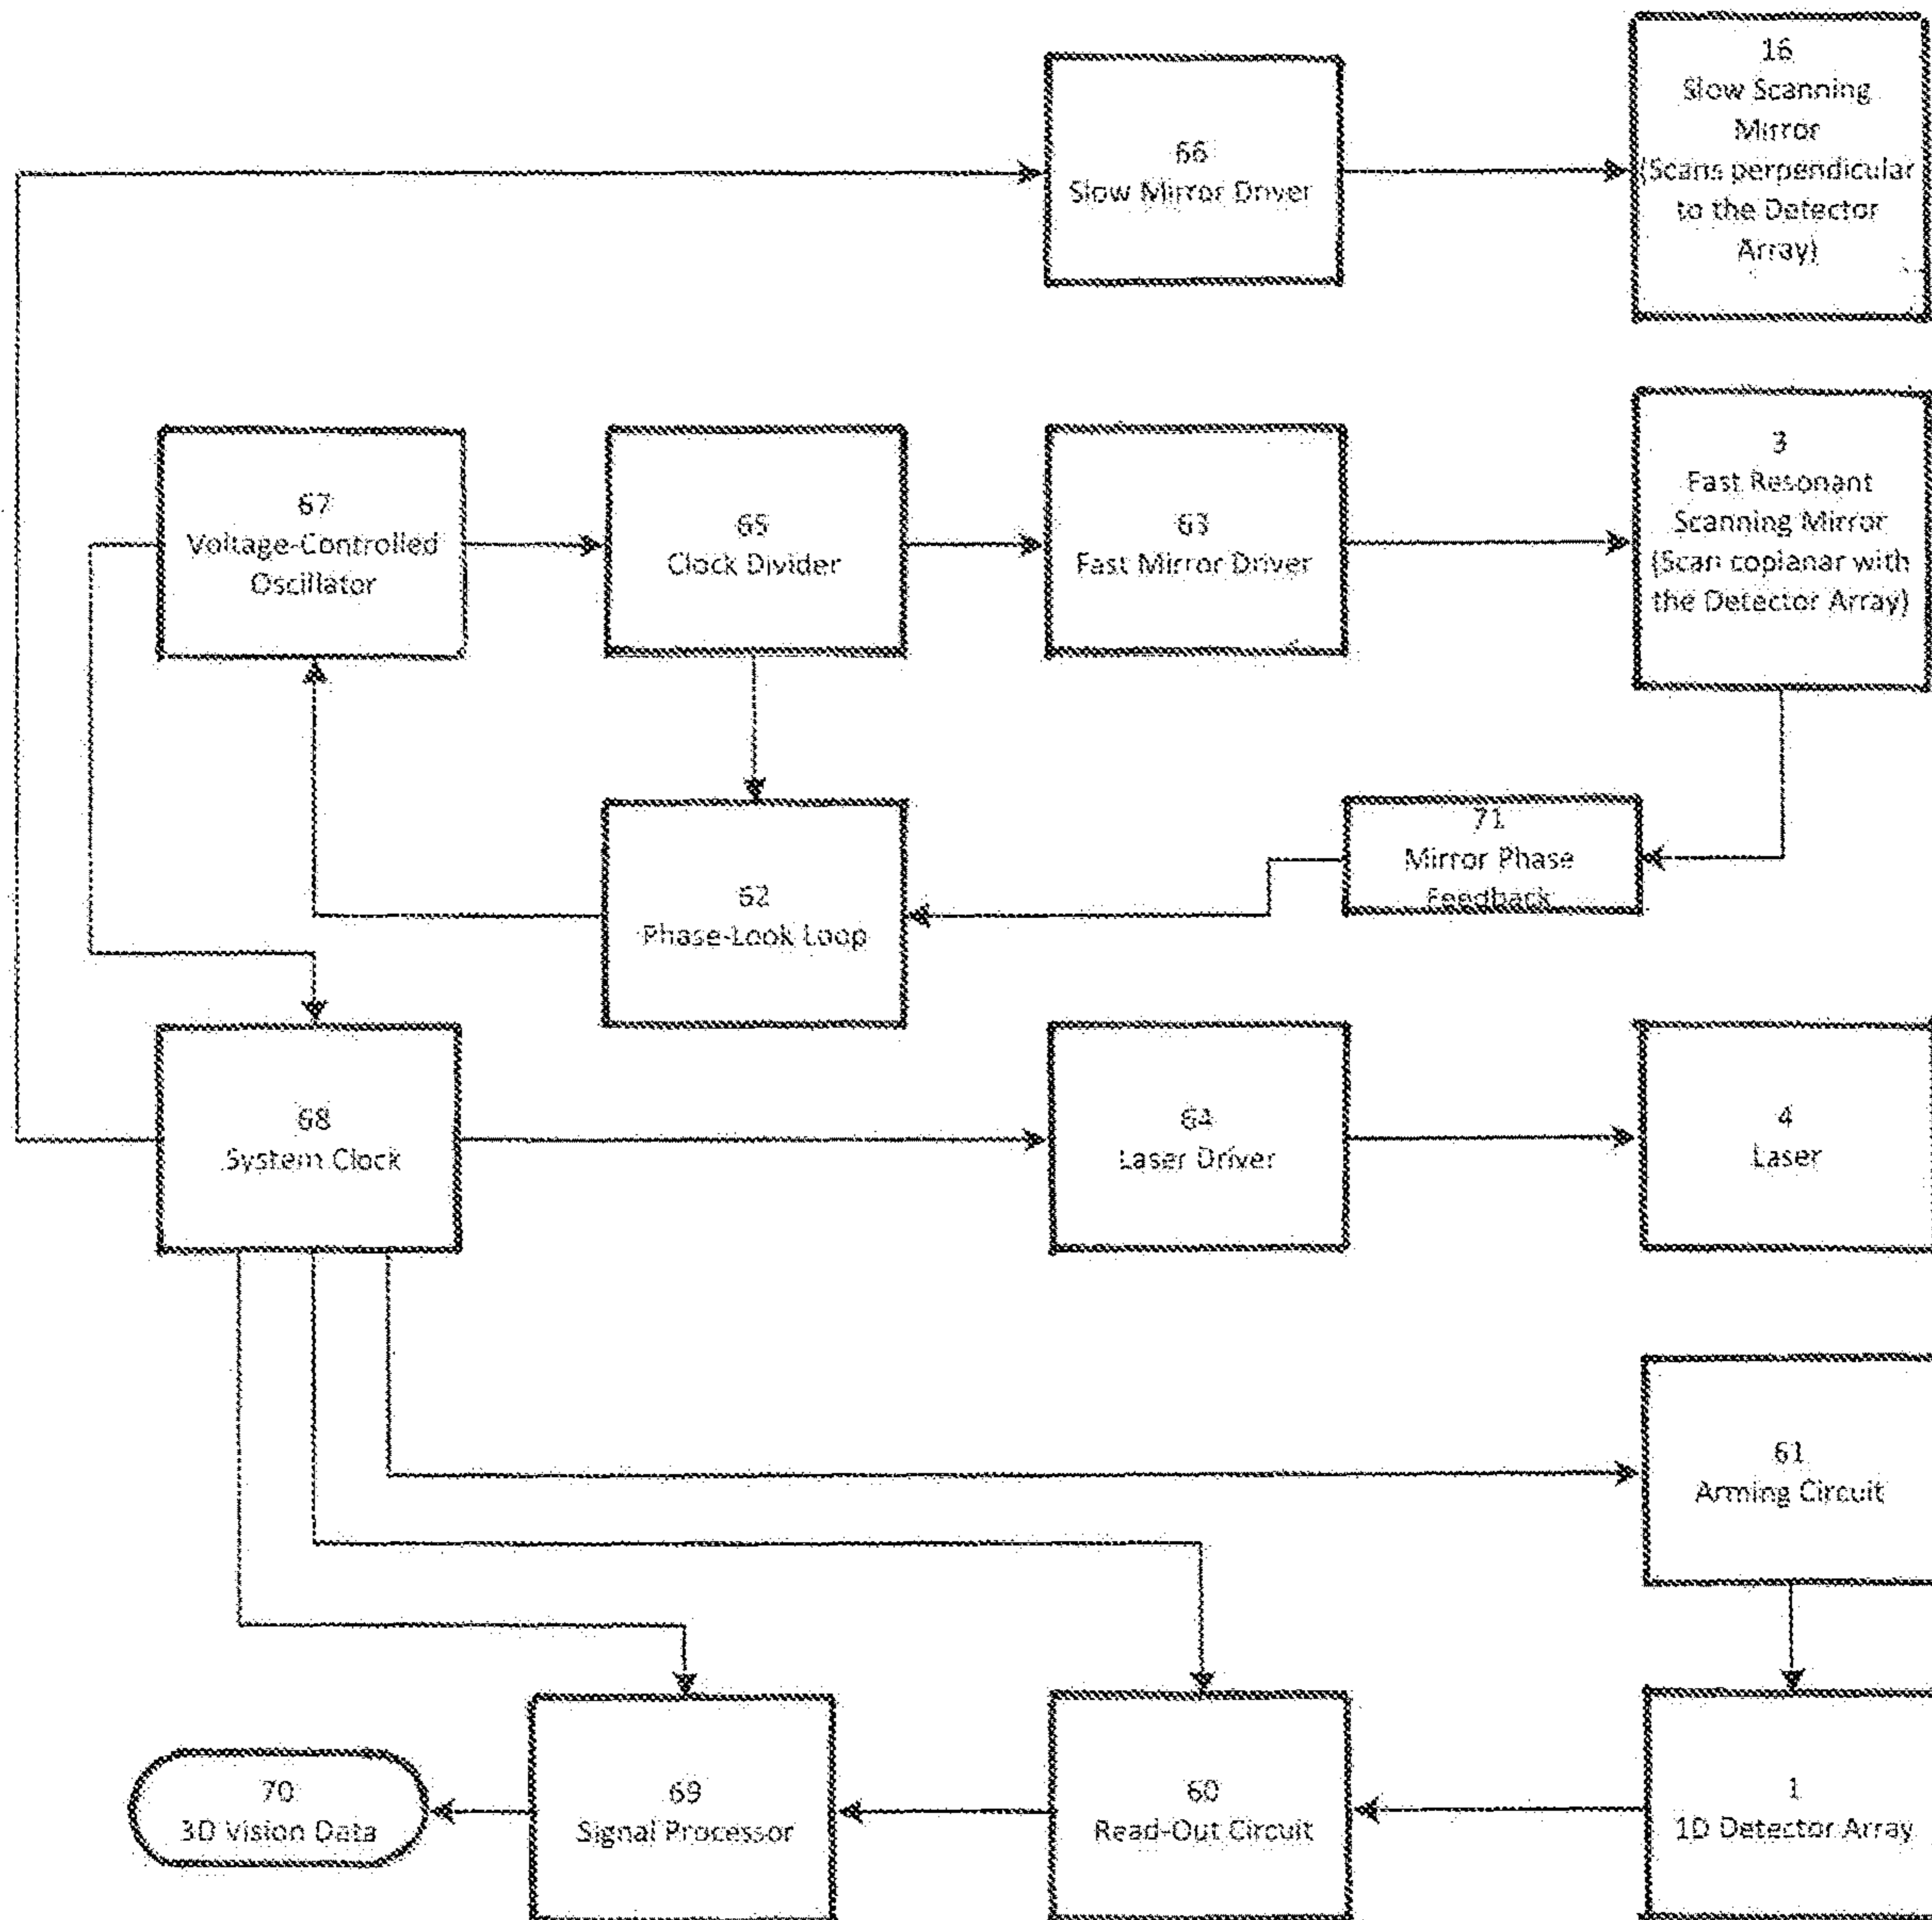 16
Slow Scanning
Mirror
(Scans perpendicular
to the Detector
Array)
66
Slow Mirror Driver
3
Fast Resonant
Scanning Mirror
(Scan coplanar with
the Detector Array)
67
Voltage-Controlled
Oscillator
65
Clock Divider
63
Fast Mirror Driver
71
Mirror Phase
Feedback
62
Phase-Look Loop
68
System Clock
64
Laser Driver
4
Laser
61
Arming Circuit
70
3D Vision Data
69
Signal Processor
60
Read-Out Circuit
1
1D Detector Array